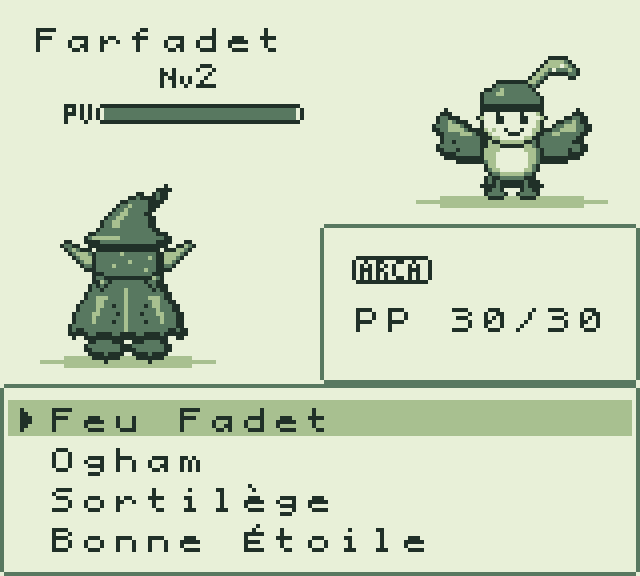 Farfadet
Nv2
PV
ARCA
PP 30/30
Feu Fadet
Ogham
Sortilège
Bonne Étoile